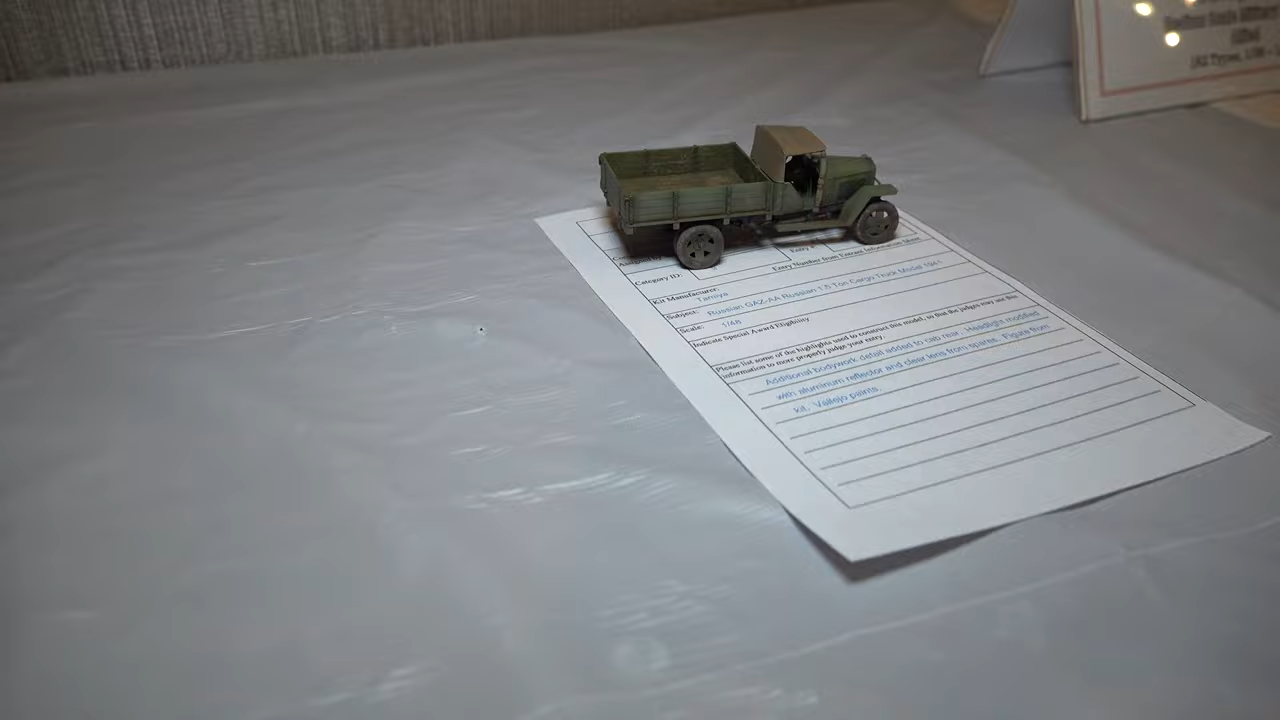 Entry #
Entry Number from Entrant Information Sheet
Category ID:
Kit Manufacturer:
Tamiya
Subject: Russian GAZ-AA Russian 1.5 Ton Cargo Truck Model 1941
Scale: 1/48
Indicate Special Award Eligibility
Please list some of the highlights used to construct this model, so that the judges may use this
information to more properly judge your entry.
Additional bodywork detail added to cab rear. Headlight modified
with aluminum reflector and clear lens from spares. Figure from
kit. Vallejo paints.